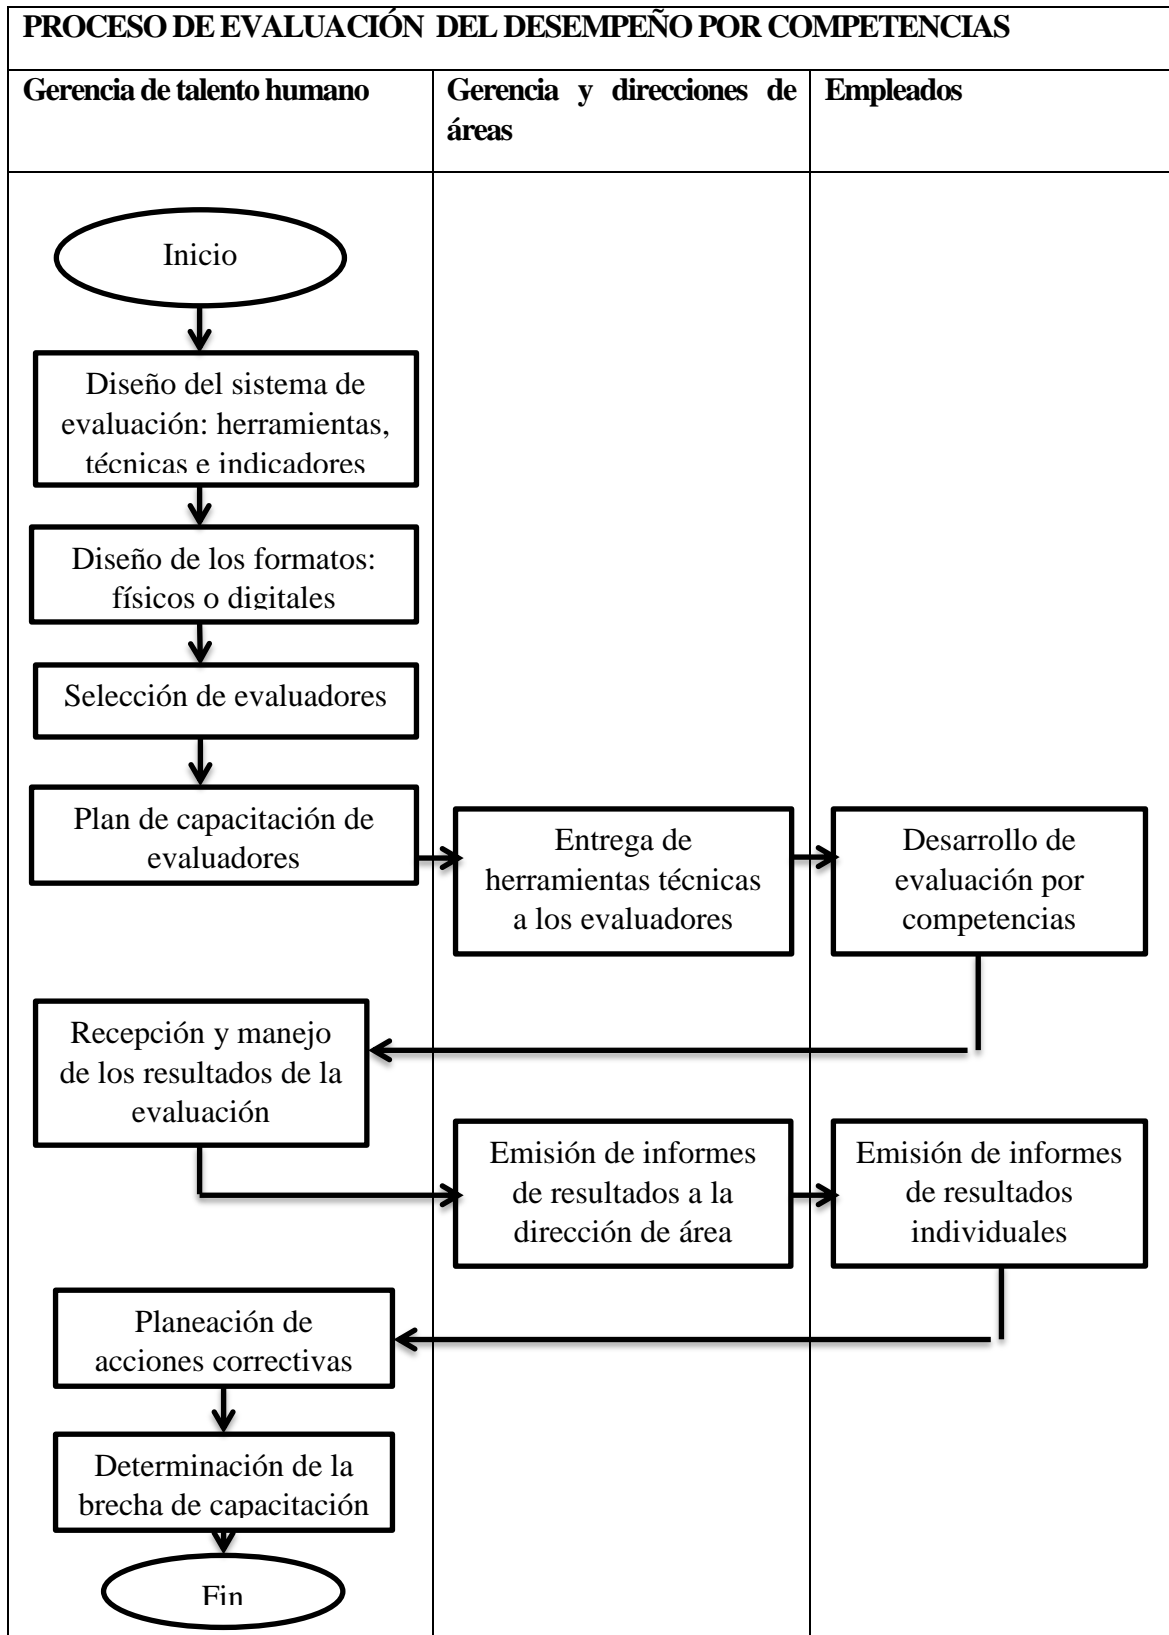 PROCESO DE EVALUACIÓN DEL DESEMPEÑO POR COMPETENCIAS
Gerencia de talento humano
Gerencia y direcciones de
áreas
Empleados
Inicio
Diseño del sistema de
evaluación: herramientas,
técnicas e indicadores
Diseño de los formatos:
físicos o digitales
Selección de evaluadores
Plan de capacitación de
evaluadores
Entrega de
herramientas técnicas
a los evaluadores
Desarrollo de
evaluación por
competencias
Recepción y manejo
de los resultados de la
evaluación
Emisión de informes
de resultados a la
dirección de área
Emisión de informes
de resultados
individuales
Planeación de
acciones correctivas
Determinación de la
brecha de capacitación
Fin